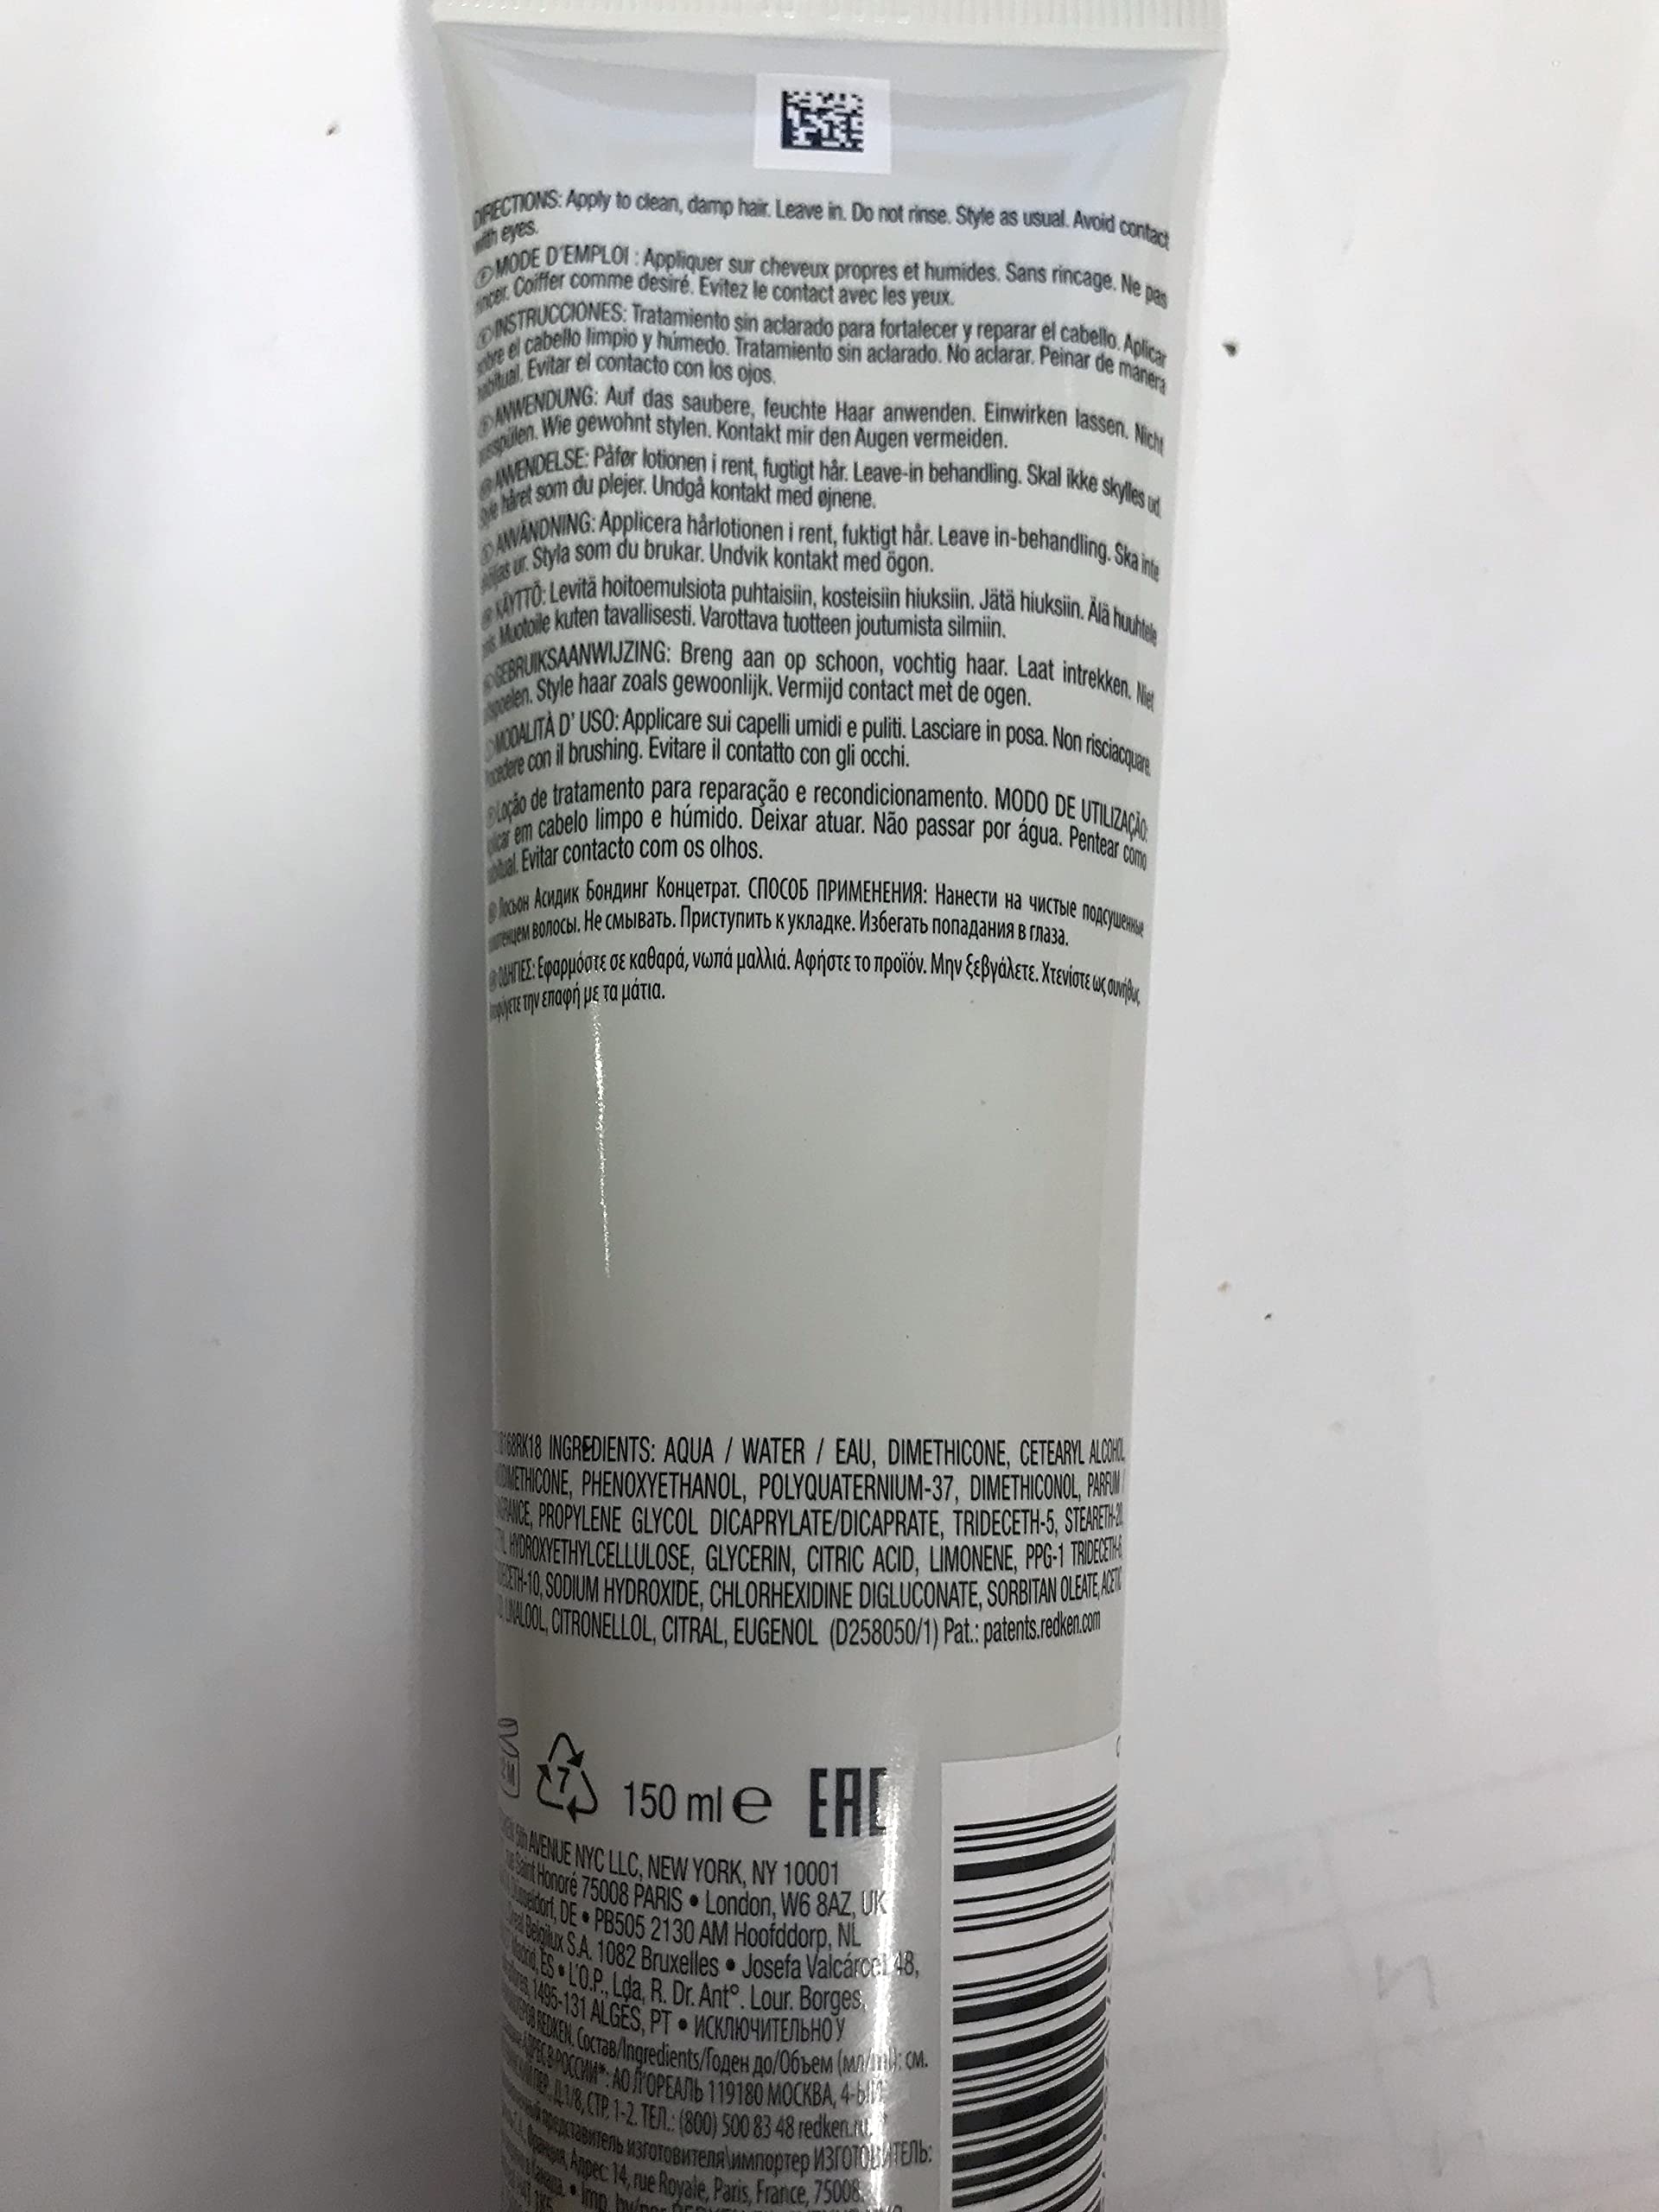 DIRECTIONS: Apply to clean, damp hair. Leave in. Do not rinse. Style as usual. Avoid contact
with eyes.
MODE D'EMPLOI : Appliquer sur cheveux propres et humides. Sans rincage. Ne pas
rincer. Coiffer comme desiré. Evitez le contact avec les yeux.
INSTRUCCIONES: Tratamiento sin aclarado para fortalecer y reparar el cabello. Aplicar
sobre el cabello limpio y húmedo. Tratamiento sin aclarado. No aclarar. Peinar de manera
habitual. Evitar el contacto con los ojos.
ANWENDUNG: Auf das saubere, feuchte Haar anwenden. Einwirken lassen. Nicht
ausspülen. Wie gewohnt stylen. Kontakt mir den Augen vermeiden.
ANVENDELSE: Påfør lotionen i rent, fugtigt hår. Leave-in behandling. Skal ikke skylles ud.
Style håret som du plejer. Undgå kontakt med øjnene.
ANVÄNDNING: Applicera hårlotionen i rent, fuktigt hår. Leave in-behandling. Ska inte
sköljas ur. Styla som du brukar. Undvik kontakt med ögon.
KÄYTTÖ: Levitä hoitoemulsiota puhtaisiin, kosteisiin hiuksiin. Jätä hiuksiin. Älä huuhtele
pois. Muotoile kuten tavallisesti. Varottava tuotteen joutumista silmiin.
GEBRUIKSAANWIJZING: Breng aan op schoon, vochtig haar. Laat intrekken. Niet
uitspoelen. Style haar zoals gewoonlijk. Vermijd contact met de ogen.
MODALITÀ D' USO: Applicare sui capelli umidi e puliti. Lasciare in posa. Non risciacquare.
Procedere con il brushing. Evitare il contatto con gli occhi.
Loção de tratamento para reparação e recondicionamento. MODO DE UTILIZAÇÃO:
Aplicar em cabelo limpo e húmido. Deixar atuar. Não passar por água. Pentear como
habitual. Evitar contacto com os olhos.
Лосьон Асидик Бондинг Концетрат. СПОСОБ ПРИМЕНЕНИЯ: Нанести на чистые подсушенные
полотенцем волосы. Не смывать. Приступить к укладке. Избегать попадания в глаза.
ΟΔΗΓΙΕΣ: Εφαρμόστε σε καθαρά, νωπά μαλλιά. Αφήστε το προϊόν. Μην ξεβγάλετε. Χτενίστε ως συνήθως.
Αποφύγετε την επαφή με τα μάτια.
INGREDIENTS: AQUA / WATER / EAU, DIMETHICONE, CETEARYL ALCOHOL,
PHENOXYETHANOL, POLYQUATERNIUM-37, DIMETHICONOL, PARFUM /
FRAGRANCE, PROPYLENE GLYCOL DICAPRYLATE/DICAPRATE, TRIDECETH-5, STEARETH-20,
HYDROXYETHYLCELLULOSE, GLYCERIN, CITRIC ACID, LIMONENE, PPG-1 TRIDECETH-6,
SODIUM HYDROXIDE, CHLORHEXIDINE DIGLUCONATE, SORBITAN OLEATE, ACETIC
LINALOOL, CITRONELLOL, CITRAL, EUGENOL (D258050/1) Pat.: patents.redken.com
7 150 ml e EAC
5th AVENUE NYC LLC, NEW YORK, NY 10001
Saint Honoré 75008 PARIS • London, W6 8AZ, UK
DE • PB505 2130 AM Hoofddorp, NL
Belgilux S.A. 1082 Bruxelles • Josefa Valcárcel 48,
Madrid, ES • L'O.P., Lda, R. Dr. Antº. Lour. Borges,
1495-131 ALGÉS, PT • ИСКЛЮЧИТЕЛЬНО У
REDKEN. Состав/Ingredients/Годен до/Объем (мл/ml): см.
АДРЕС В РОССИИ*: АО Л'ОРЕАЛЬ 119180 МОСКВА, 4-ЫЙ
ПЕР., Д.1/8, СТР. 1-2. ТЕЛ.: (800) 500 83 48 redken.ru
представитель изготовителя\импортер ИЗГОТОВИТЕЛЬ:
Франция, Адрес: 14, rue Royale, Paris, France, 75008